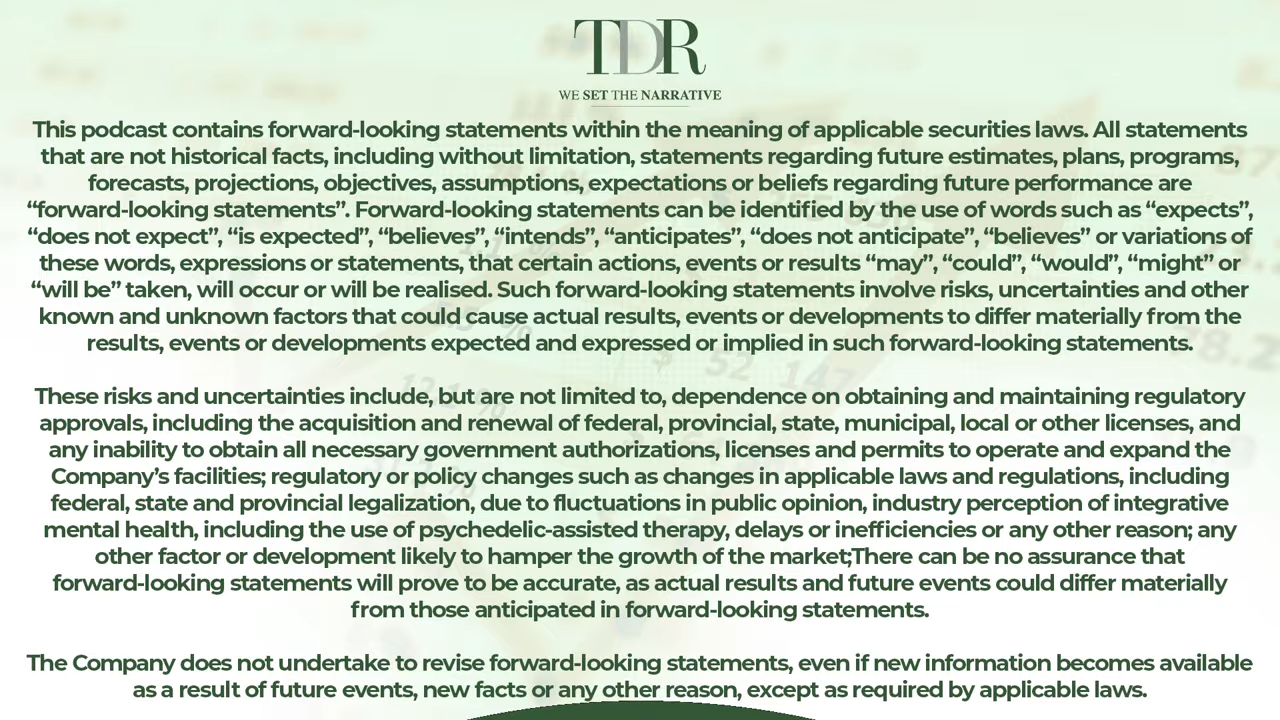 TDR
WE SET THE NARRATIVE
This podcast contains forward-looking statements within the meaning of applicable securities laws. All statements
that are not historical facts, including without limitation, statements regarding future estimates, plans, programs,
forecasts, projections, objectives, assumptions, expectations or beliefs regarding future performance are
“forward-looking statements”. Forward-looking statements can be identified by the use of words such as “expects”,
“does not expect”, “is expected”, “believes”, “intends”, “anticipates”, “does not anticipate”, “believes” or variations of
these words, expressions or statements, that certain actions, events or results “may”, “could”, “would”, “might” or
“will be” taken, will occur or will be realised. Such forward-looking statements involve risks, uncertainties and other
known and unknown factors that could cause actual results, events or developments to differ materially from the
results, events or developments expected and expressed or implied in such forward-looking statements.
These risks and uncertainties include, but are not limited to, dependence on obtaining and maintaining regulatory
approvals, including the acquisition and renewal of federal, provincial, state, municipal, local or other licenses, and
any inability to obtain all necessary government authorizations, licenses and permits to operate and expand the
Company’s facilities; regulatory or policy changes such as changes in applicable laws and regulations, including
federal, state and provincial legalization, due to fluctuations in public opinion, industry perception of integrative
mental health, including the use of psychedelic-assisted therapy, delays or inefficiencies or any other reason; any
other factor or development likely to hamper the growth of the market;There can be no assurance that
forward-looking statements will prove to be accurate, as actual results and future events could differ materially
from those anticipated in forward-looking statements.
The Company does not undertake to revise forward-looking statements, even if new information becomes available
as a result of future events, new facts or any other reason, except as required by applicable laws.